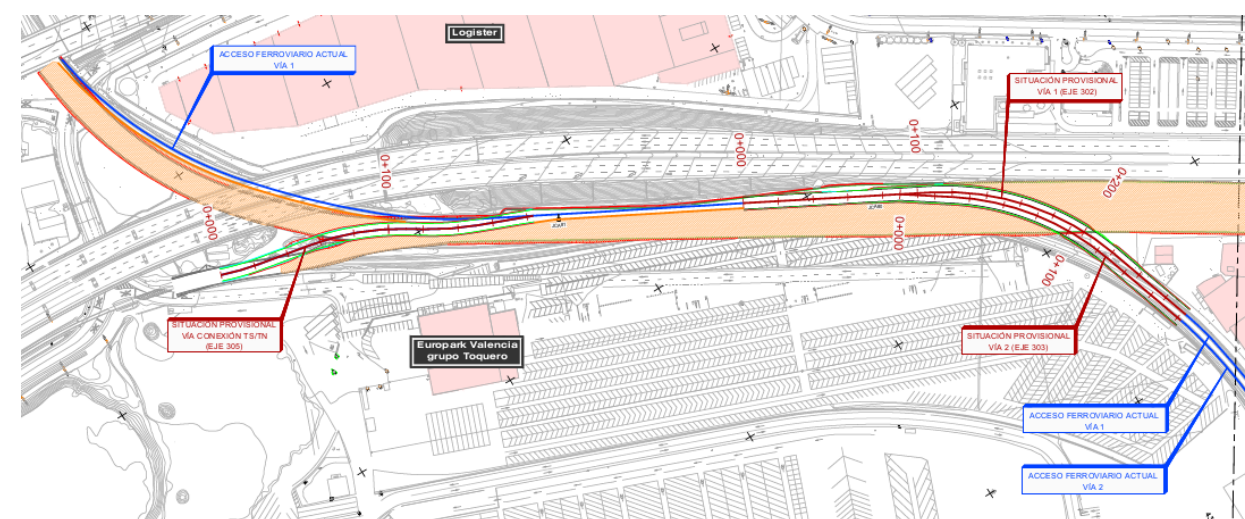 Logister
ACCESO FERROVIARIO ACTUAL
VÍA 1
SITUACIÓN PROVISIONAL
VÍA 1 (EJE 302)
0+100
0+000
0+100
0+200
0+000
0+000
0+100
SITUACIÓN PROVISIONAL
VÍA CONEXIÓN TS/TN
(EJE 305)
Europark Valencia
grupo Toquero
SITUACIÓN PROVISIONAL
VÍA 2 (EJE 303)
ACCESO FERROVIARIO ACTUAL
VÍA 1
ACCESO FERROVIARIO ACTUAL
VÍA 2